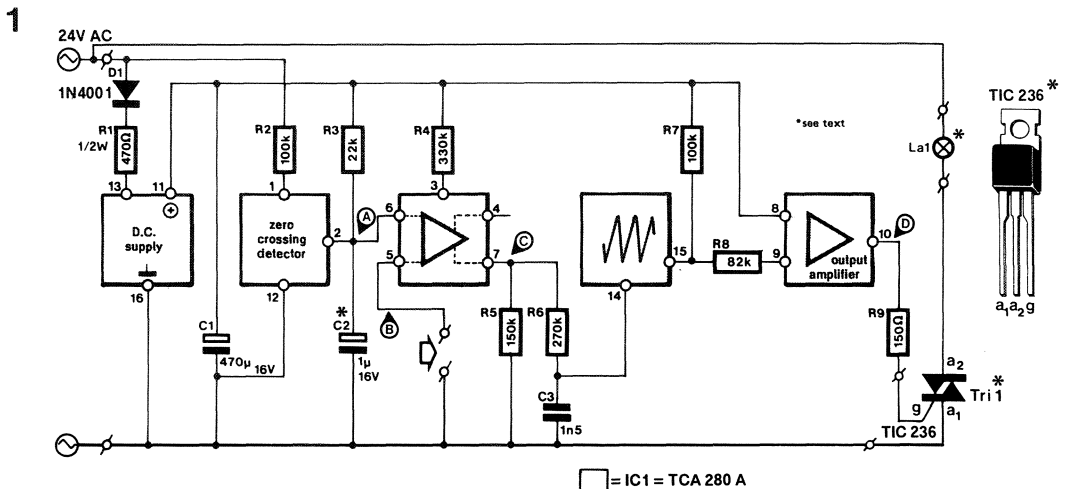 1
24V AC
D1
1N4001
R1
1/2W
470Ω
13
11
D.C.
supply
16
C1
470µ
16V
R2
100k
1
zero
crossing
detector
2
12
R3
22k
A
*
C2
1µ
16V
R4
330k
3
6
4
5
7
B
C
R5
150k
R6
270k
C3
1n5
14
15
R7
100k
R8
82k
*see text
8
9
10
output
amplifier
D
R9
150Ω
La1
*
a2
Tri1*
g
a1
TIC 236
TIC 236*
a1 a2 g
= IC1 = TCA 280 A